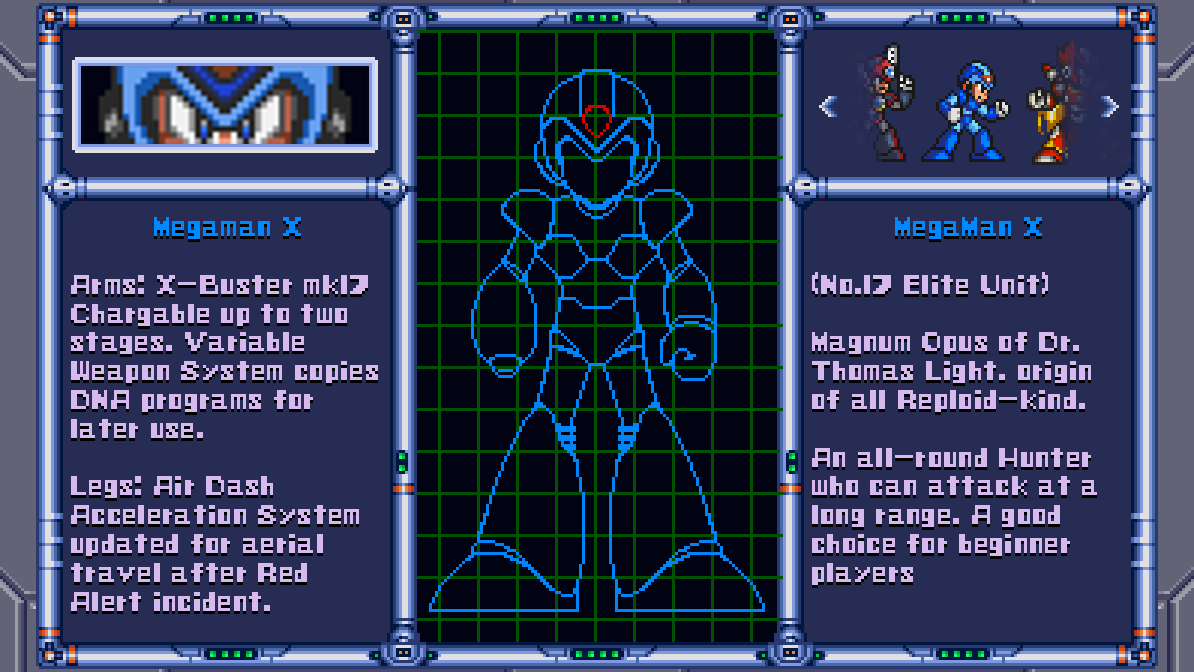 Megaman X
Arms: X-Buster mk17
Chargable up to two
stages. Variable
Weapon System copies
DNA programs for
later use.
Legs: Air Dash
Acceleration System
updated for aerial
travel after Red
Alert incident.
MegaMan X
(No.17 Elite Unit)
Magnum Opus of Dr.
Thomas Light. origin
of all Reploid-kind.
An all-round Hunter
who can attack at a
long range. A good
choice for beginner
players